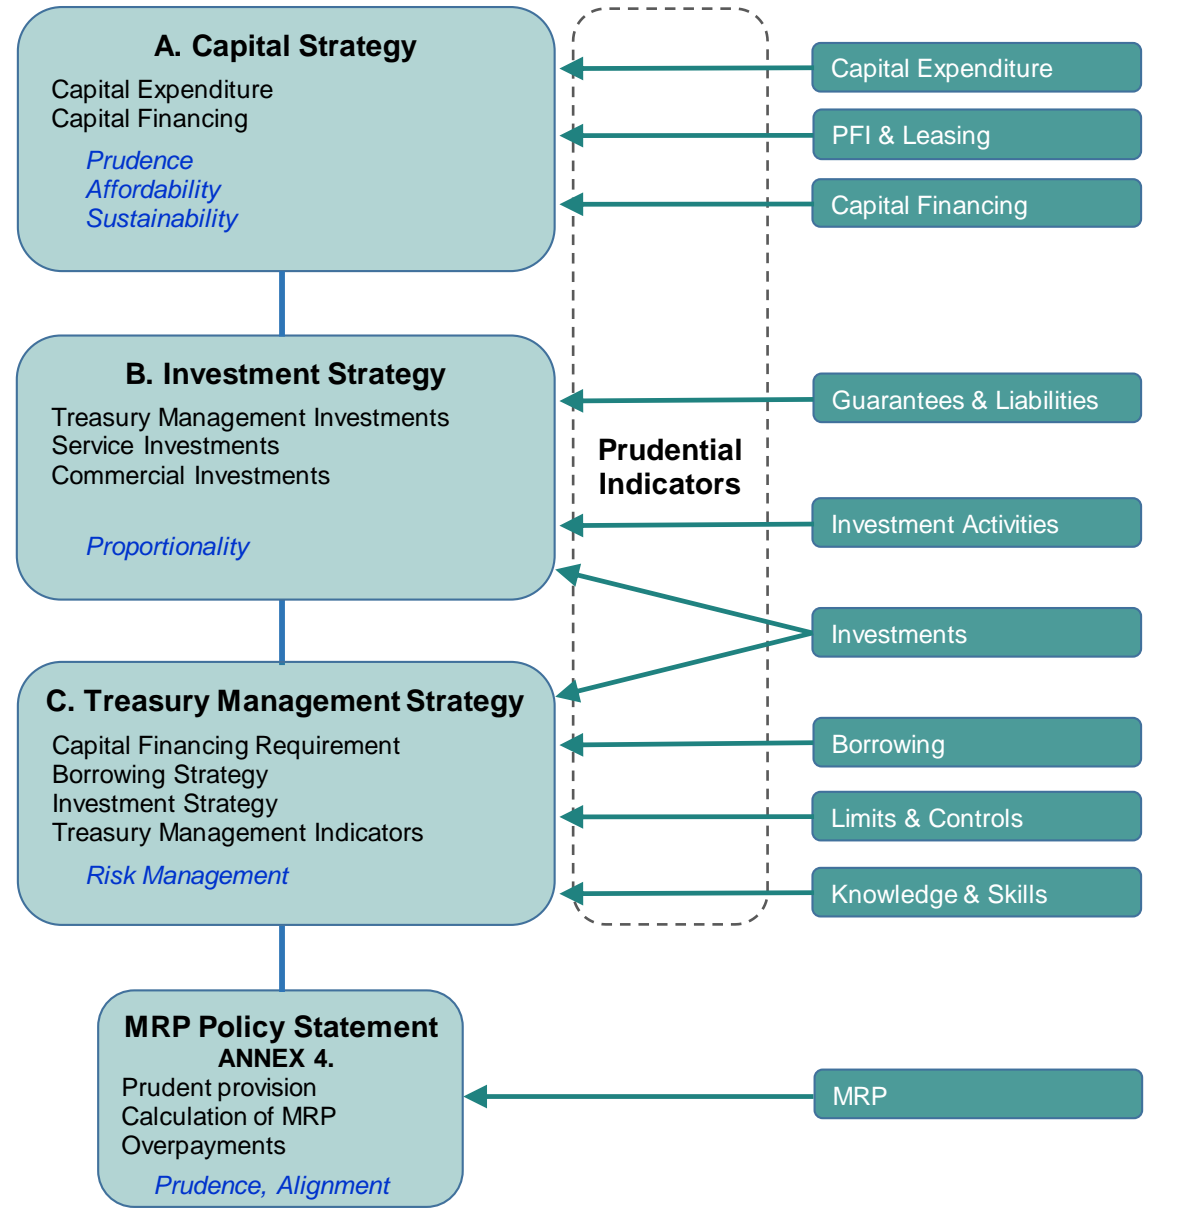 A. Capital Strategy
Capital Expenditure
Capital Financing
Prudence
Affordability
Sustainability
B. Investment Strategy
Treasury Management Investments
Service Investments
Commercial Investments
Proportionality
C. Treasury Management Strategy
Capital Financing Requirement
Borrowing Strategy
Investment Strategy
Treasury Management Indicators
Risk Management
MRP Policy Statement
ANNEX 4.
Prudent provision
Calculation of MRP
Overpayments
Prudence, Alignment
Prudential
Indicators
Capital Expenditure
PFI & Leasing
Capital Financing
Guarantees & Liabilities
Investment Activities
Investments
Borrowing
Limits & Controls
Knowledge & Skills
MRP